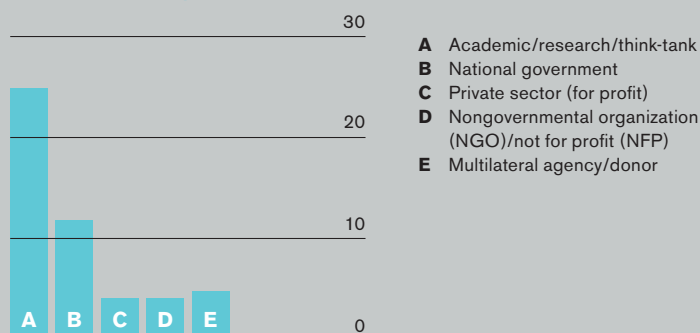 30
20
10
0
A B C D E
A Academic/research/think-tank
B National government
C Private sector (for profit)
D Nongovernmental organization
(NGO)/not for profit (NFP)
E Multilateral agency/donor